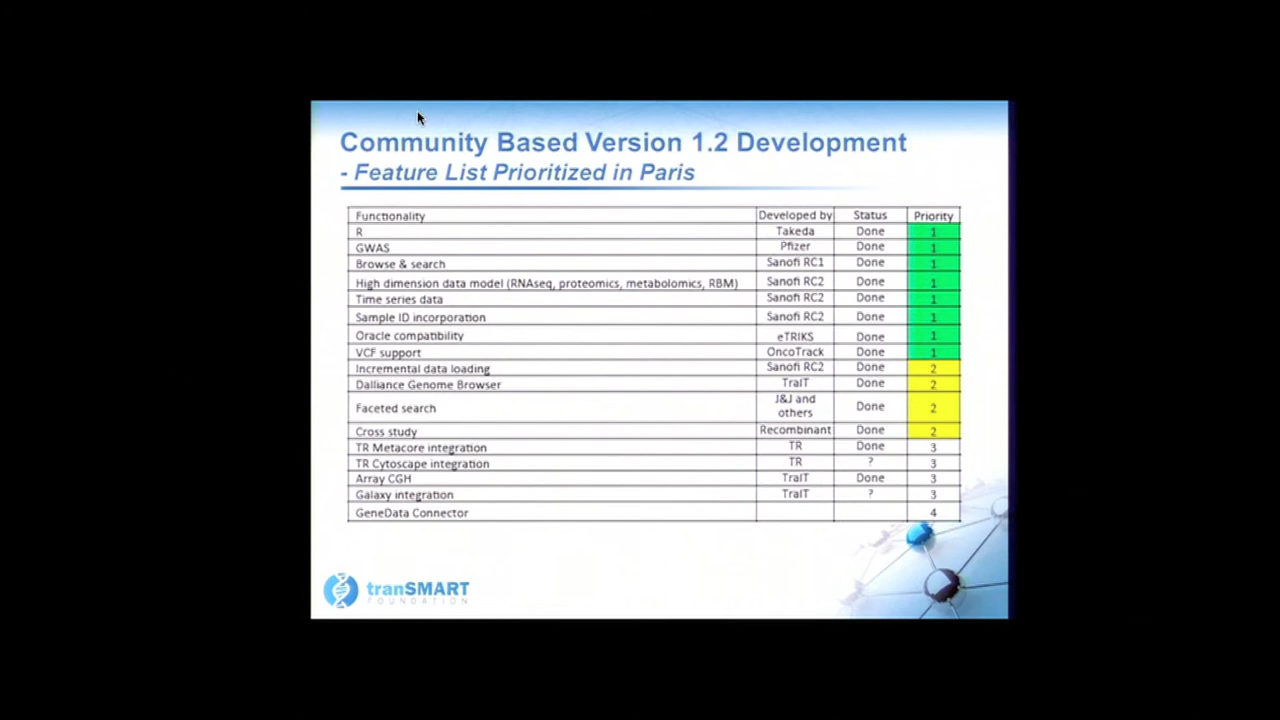 Community Based Version 1.2 Development
- Feature List Prioritized in Paris
Functionality Developed by Status Priority
R Takeda Done 1
GWAS Pfizer Done 1
Browse & search Sanofi RC1 Done 1
High dimension data model (RNAseq, proteomics, metabolomics, RBM) Sanofi RC2 Done 1
Time series data Sanofi RC2 Done 1
Sample ID incorporation Sanofi RC2 Done 1
Oracle compatibility eTRIKS Done 1
VCF support OncoTrack Done 1
Incremental data loading Sanofi RC2 Done 2
Dalliance Genome Browser TraIT Done 2
Faceted search J&J and others Done 2
Cross study Recombinant Done 2
TR Metacore integration TR Done 3
TR Cytoscape integration TR ? 3
Array CGH TraIT Done 3
Galaxy integration TraIT ? 3
GeneData Connector 4
tranSMART
FOUNDATION